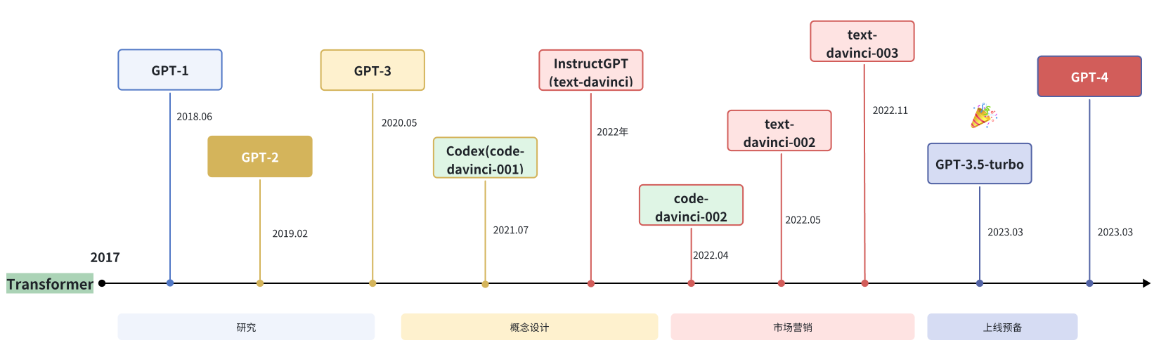 GPT-1
2018.06
GPT-2
2019.02
GPT-3
2020.05
Codex(code-
davinci-001)
2021.07
InstructGPT
(text-davinci)
2022年
code-
davinci-002
2022.04
text-
davinci-002
2022.05
text-
davinci-003
2022.11
GPT-3.5-turbo
2023.03
GPT-4
2023.03
2017
Transformer
研究
概念设计
市场营销
上线预备